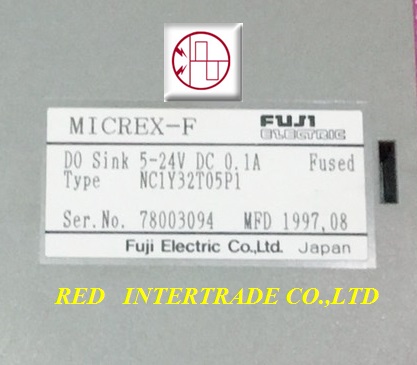 MICREX-F FUJI
ELECTRIC
DO Sink 5-24V DC 0.1A Fused
Type NC1Y32T05P1
Ser.No. 78003094 MFD 1997,08
Fuji Electric Co.,Ltd. Japan
RED INTERTRADE CO.,LTD